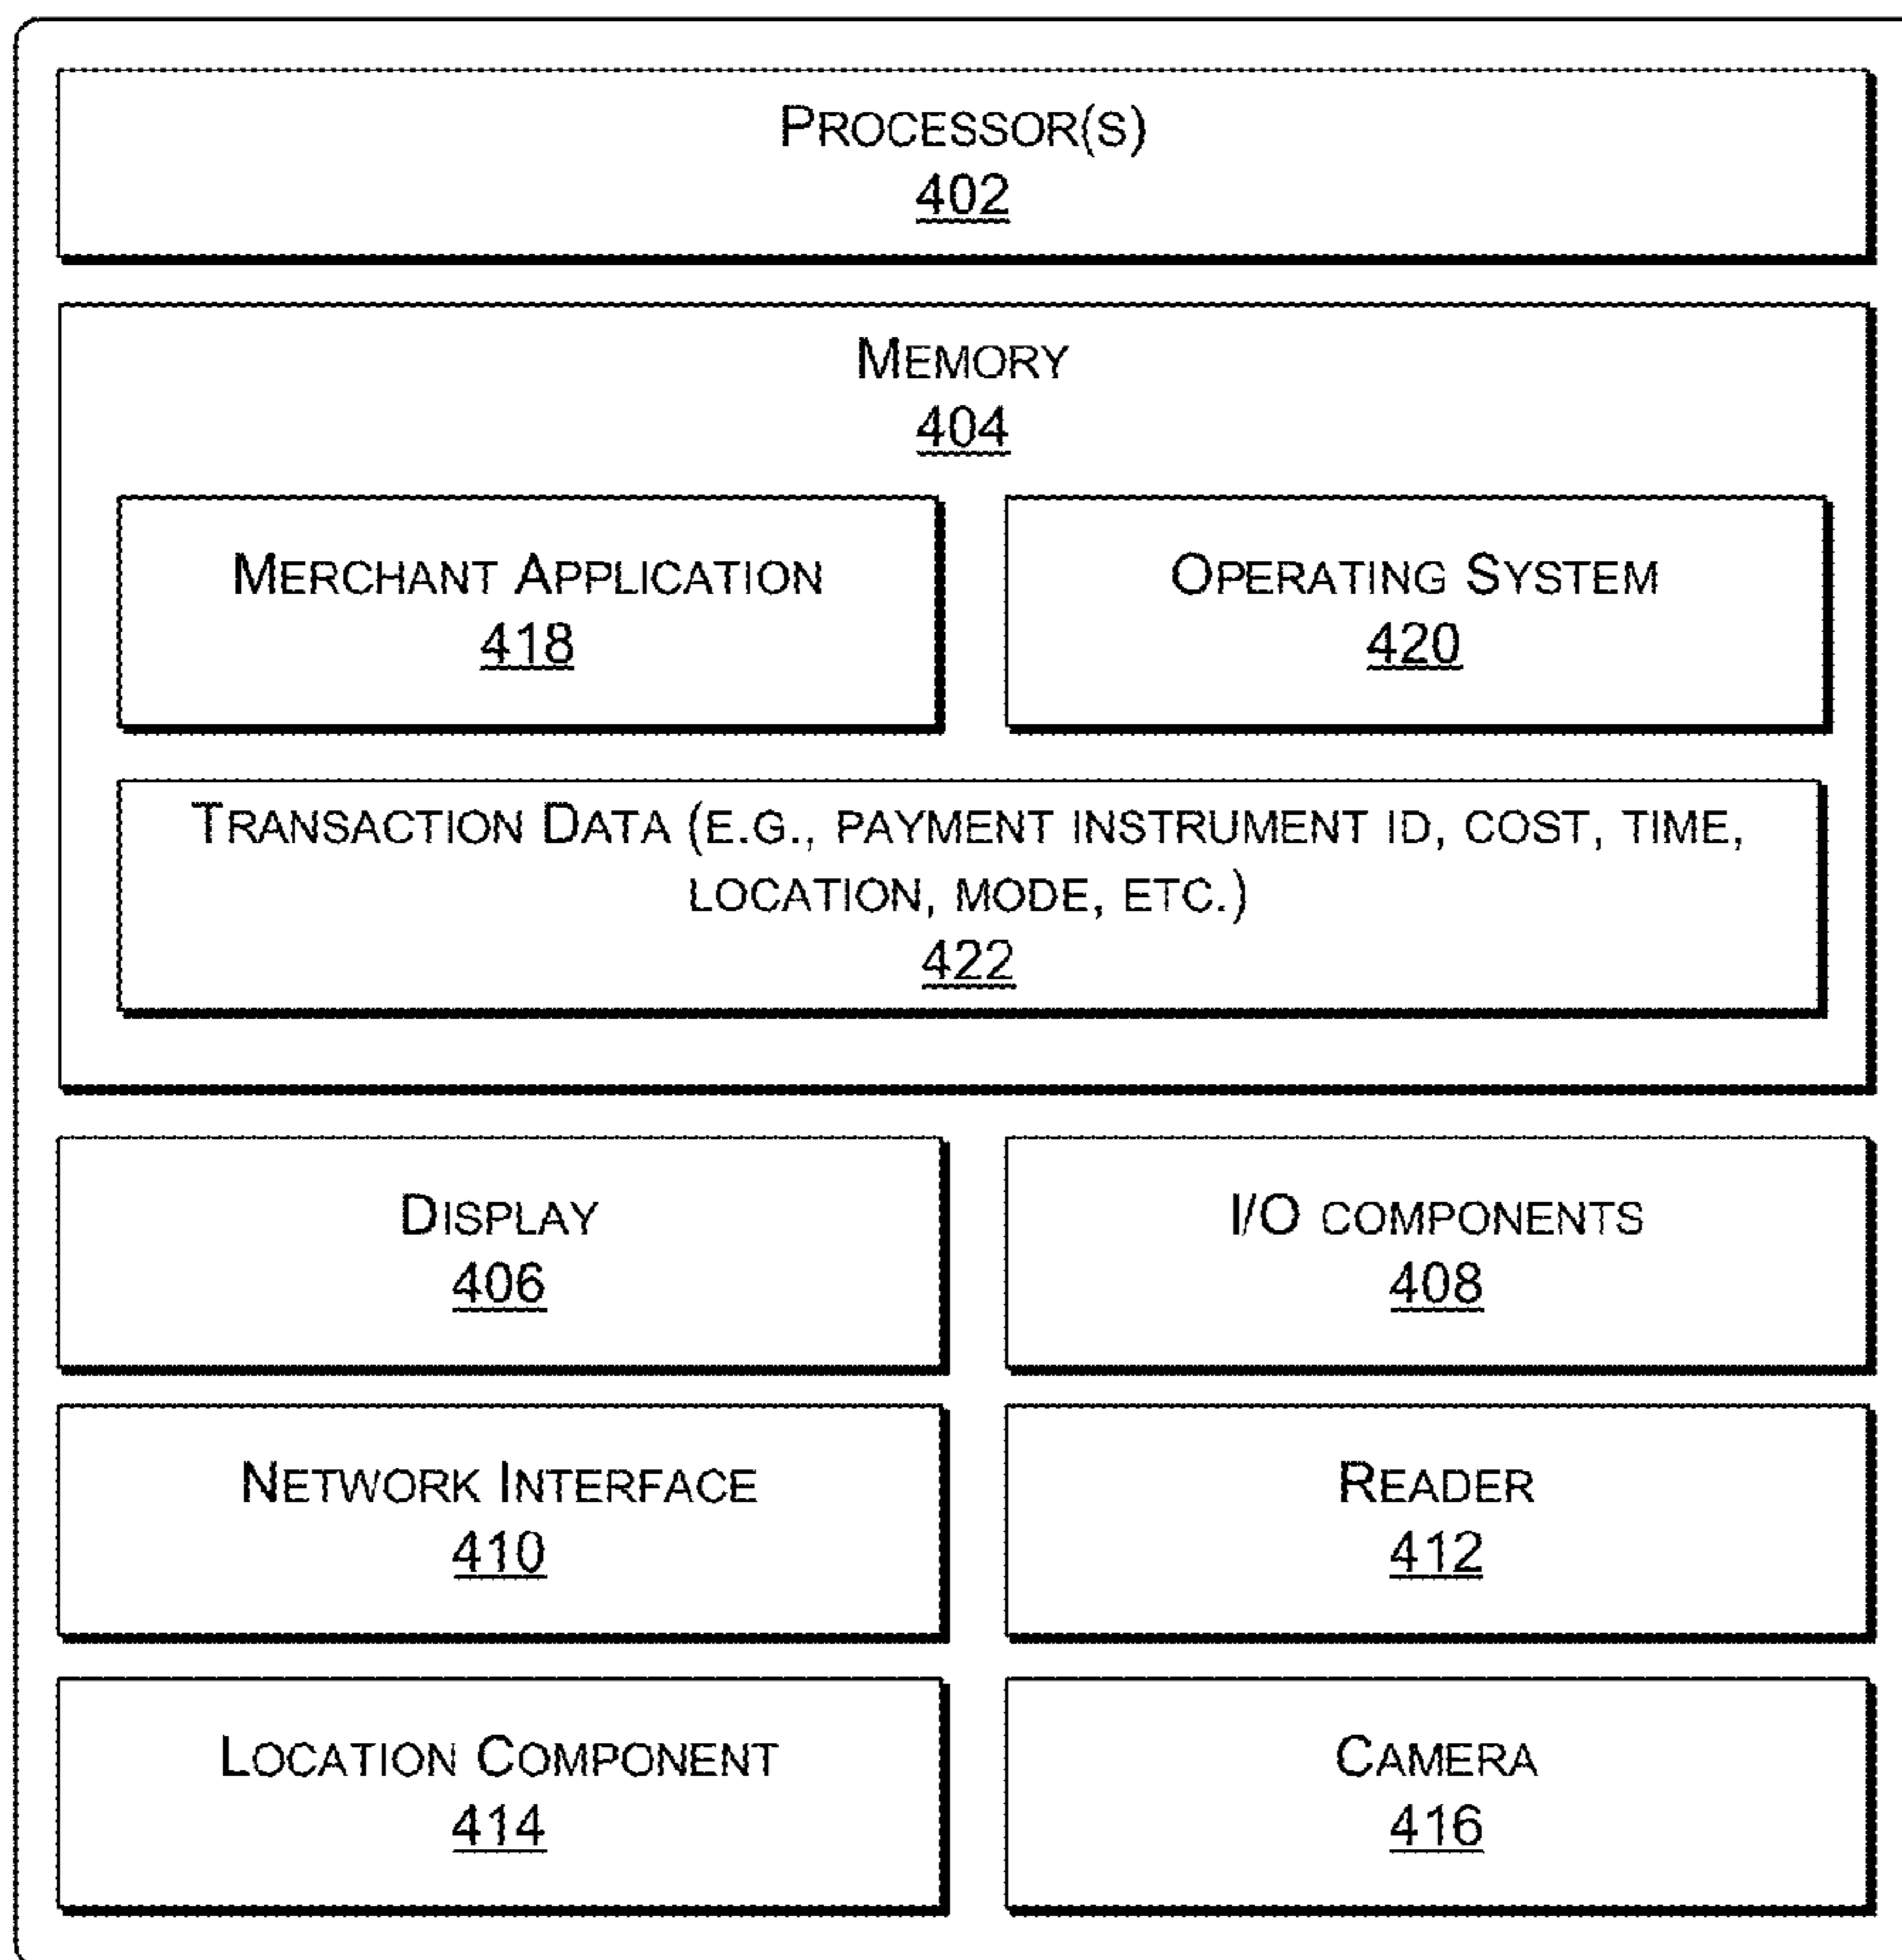 PROCESSOR(S)
402
MEMORY
404
MERCHANT APPLICATION
418
OPERATING SYSTEM
420
TRANSACTION DATA (E.G., PAYMENT INSTRUMENT ID, COST, TIME,
LOCATION, MODE, ETC.)
422
DISPLAY
406
I/O COMPONENTS
408
NETWORK INTERFACE
410
READER
412
LOCATION COMPONENT
414
CAMERA
416